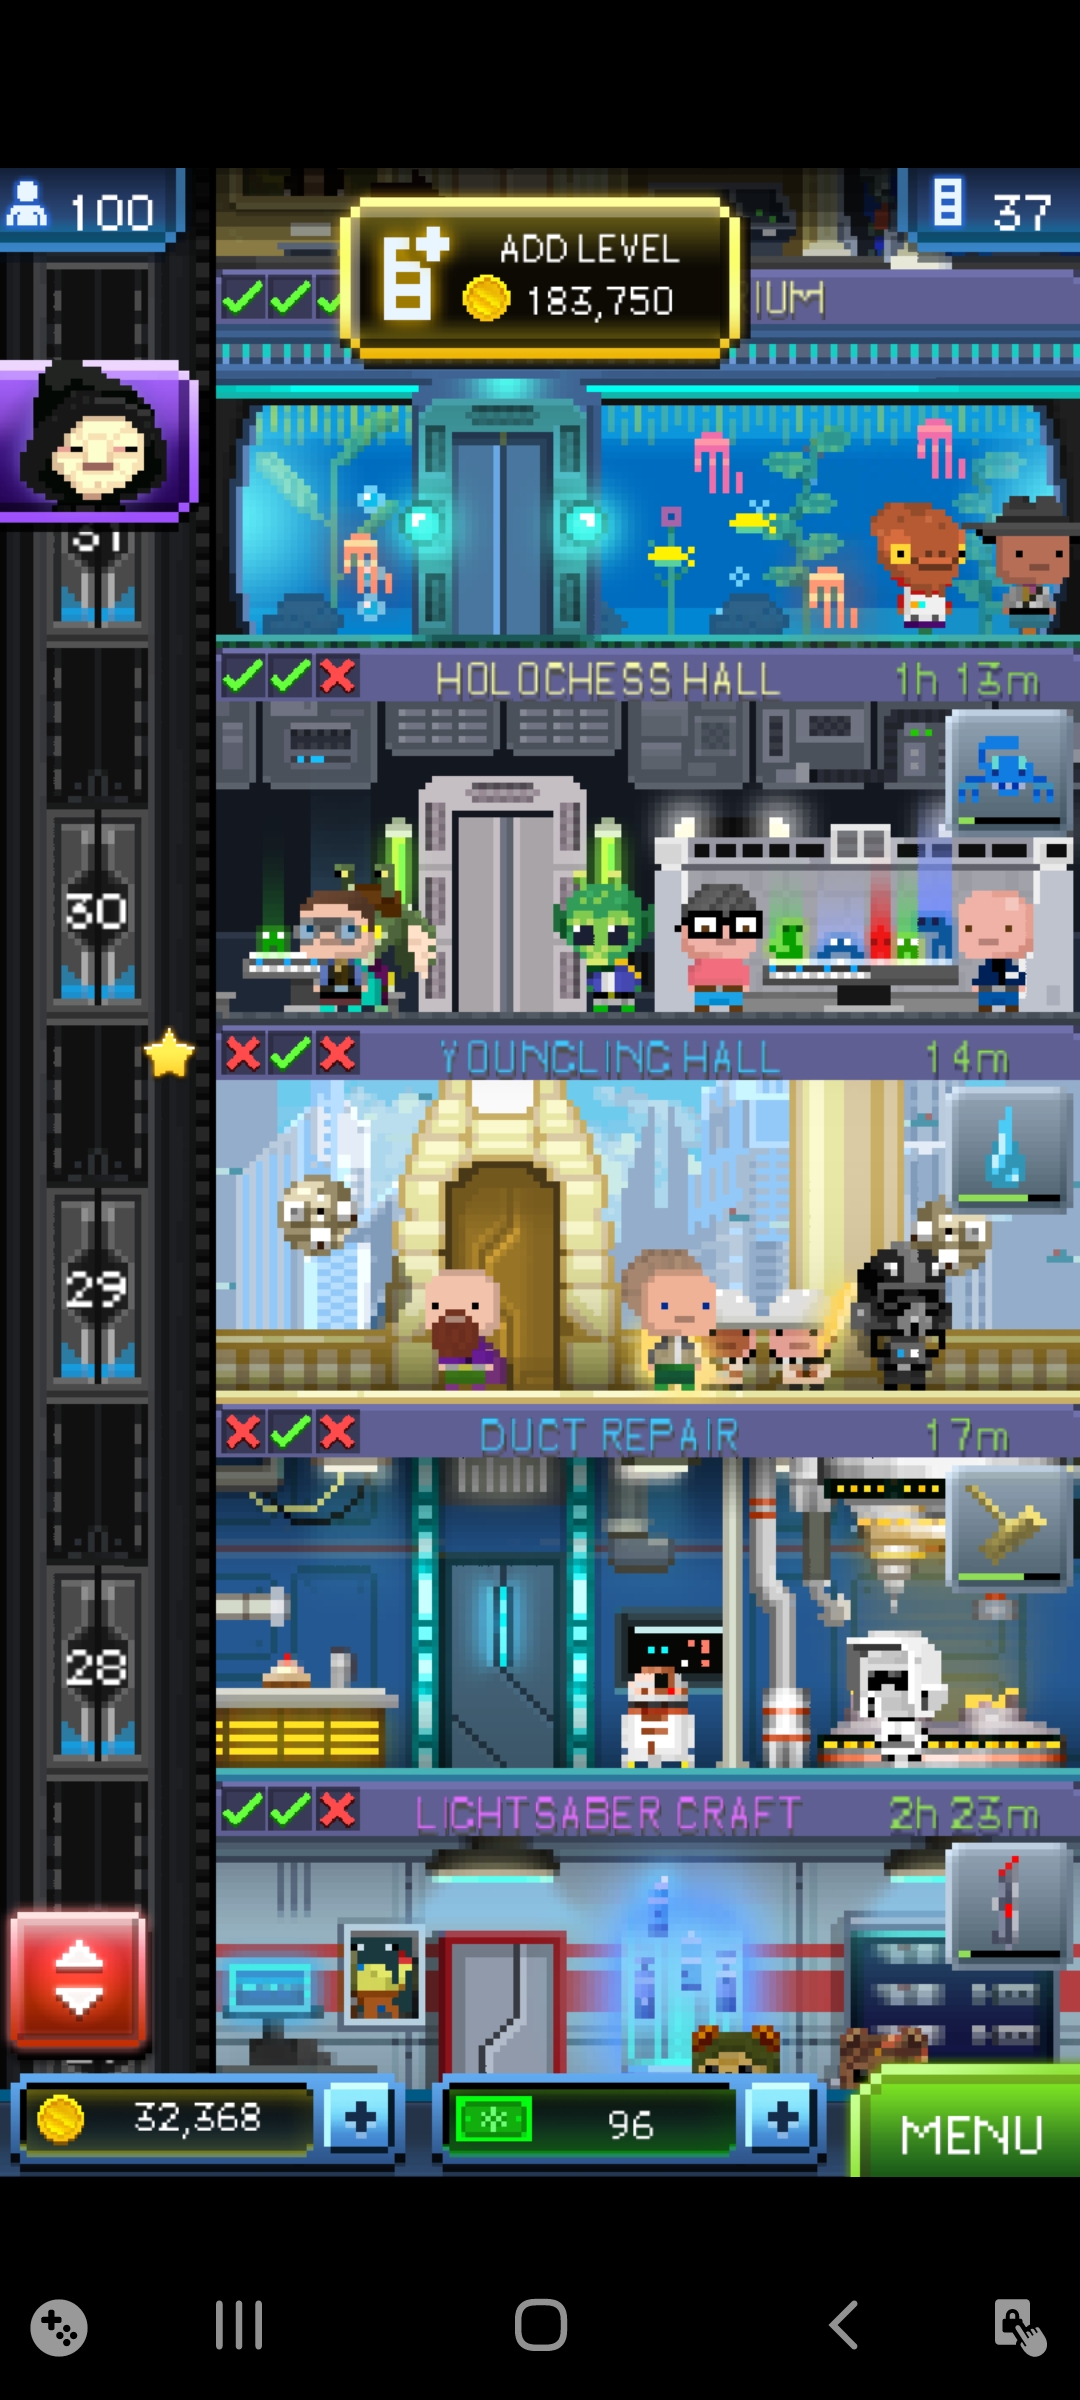 100
ADD LEVEL
183,750
37
IUM
31
HOLOCHESS HALL 1h 13m
30
YOUNGLING HALL 14m
29
DUCT REPAIR 17m
28
LIGHTSABER CRAFT 2h 23m
32,368
96
MENU